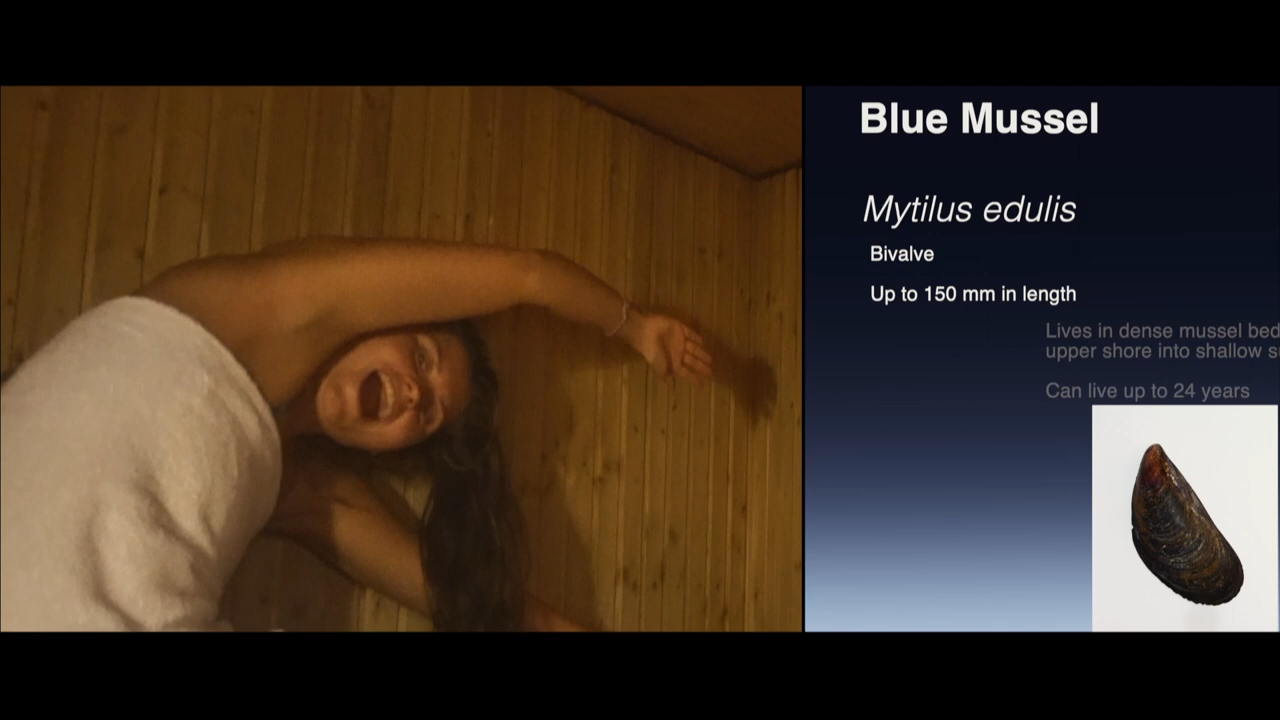 Blue Mussel
Mytilus edulis
Bivalve
Up to 150 mm in length
Lives in dense mussel bed
upper shore into shallow
Can live up to 24 years